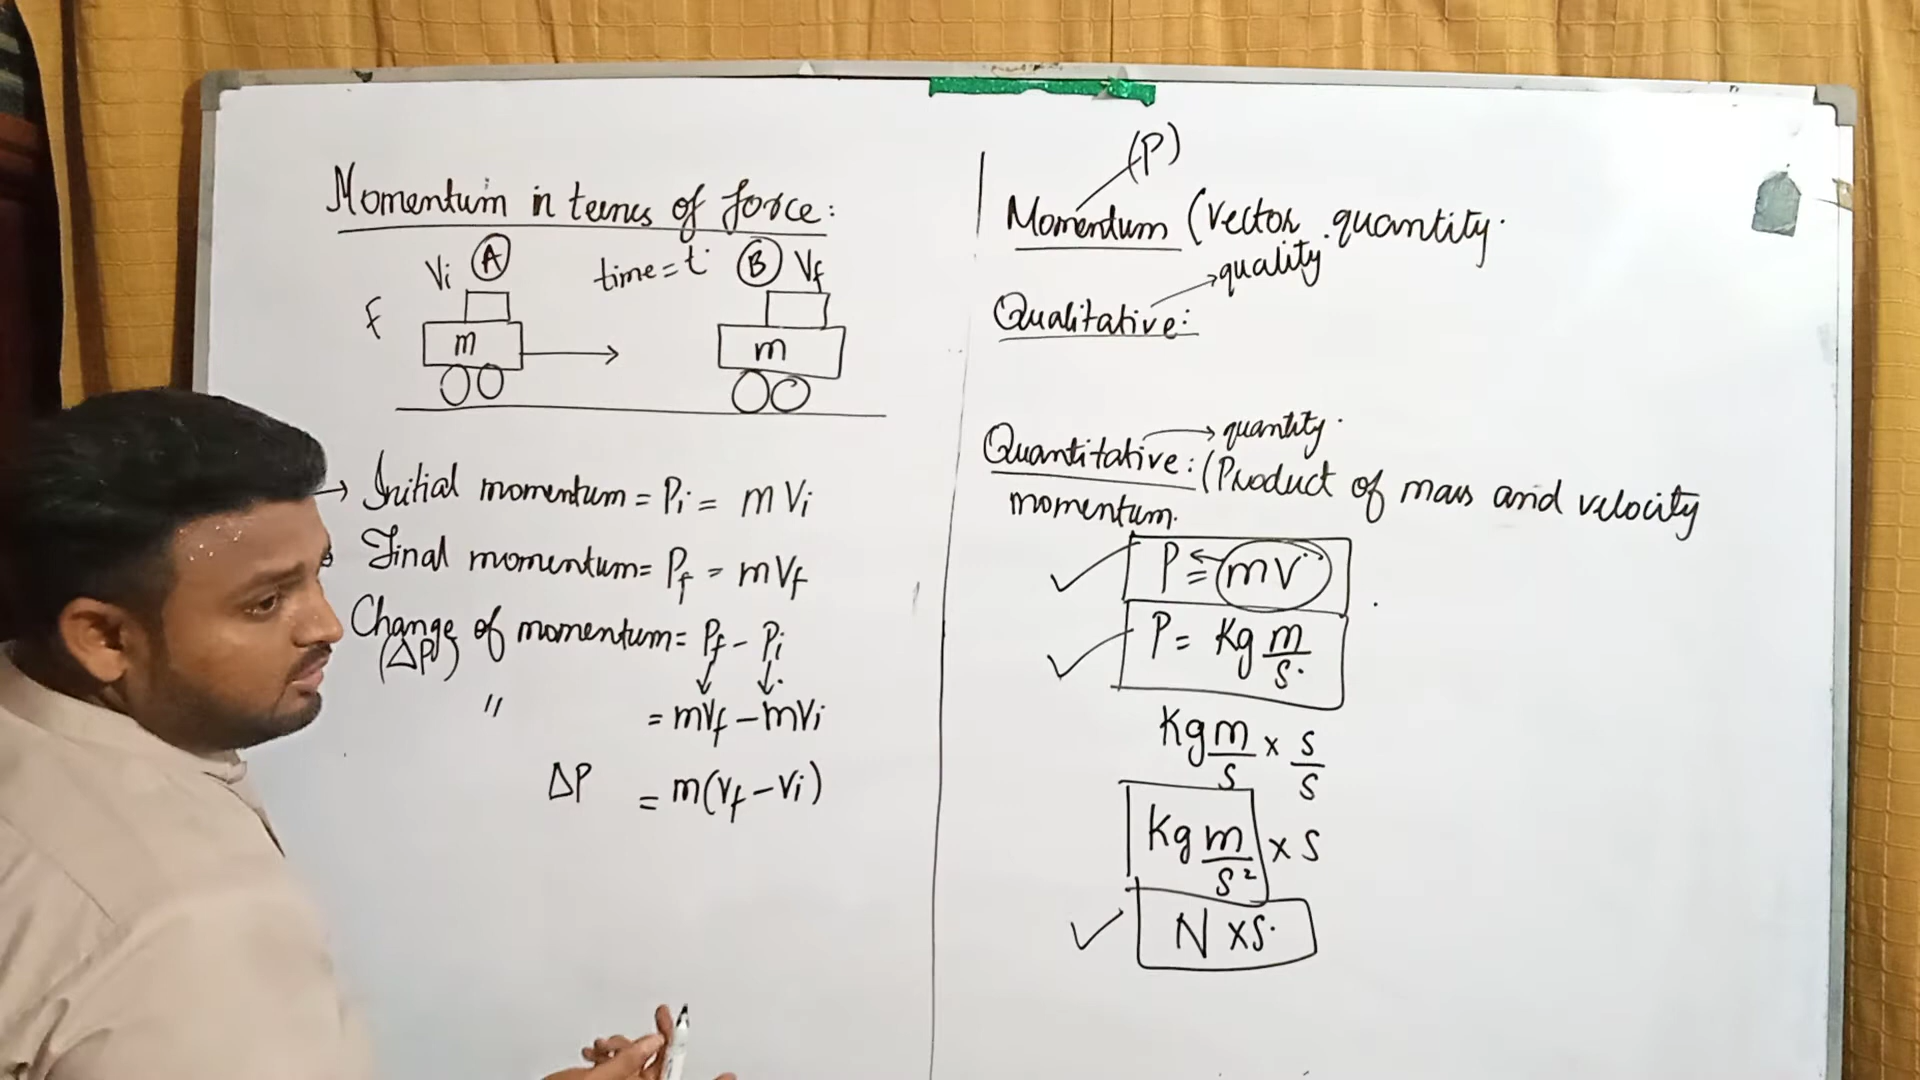 Momentum in terms of force:
Vi A time = t B Vf
F
m m
→ Initial momentum = Pi = mVi
Final momentum = Pf = mVf
Change of momentum = Pf - Pi
(ΔP)
" = mVf - mVi
ΔP = m(Vf - Vi)
(P)
Momentum (Vector quantity.
quality
Qualitative:
quantity.
Quantitative: (Product of mass and velocity
momentum.
P = mv
P = Kg m/s
Kg m/s x s/s
Kg m/s² x s
N x s.